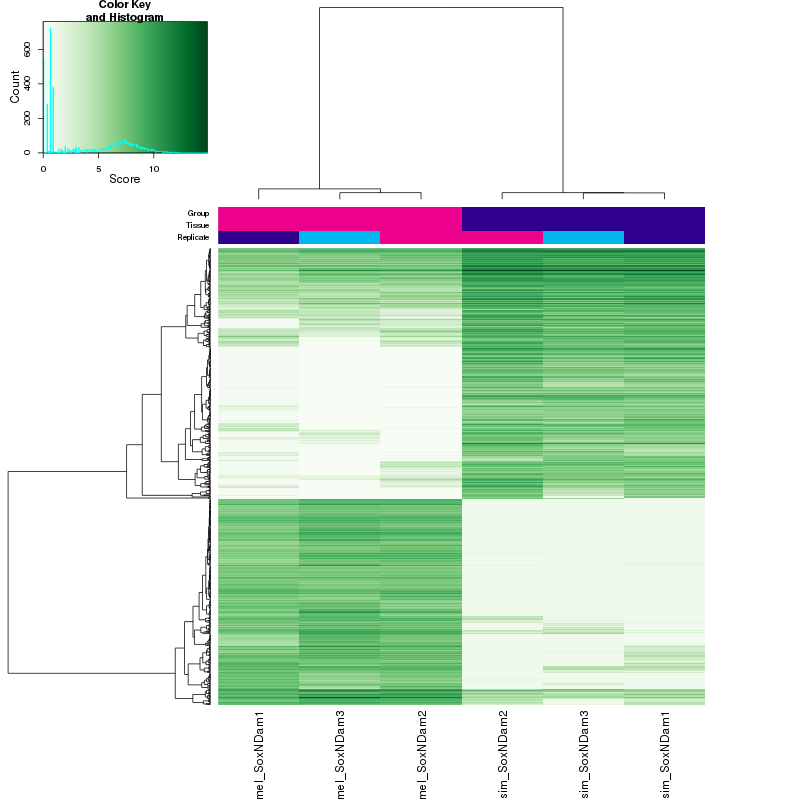 Color Key
and Histogram
Count
0
200
400
600
0
5
10
Score
Group
Tissue
Replicate
mel_SoxNDam1
mel_SoxNDam3
mel_SoxNDam2
sim_SoxNDam2
sim_SoxNDam3
sim_SoxNDam1